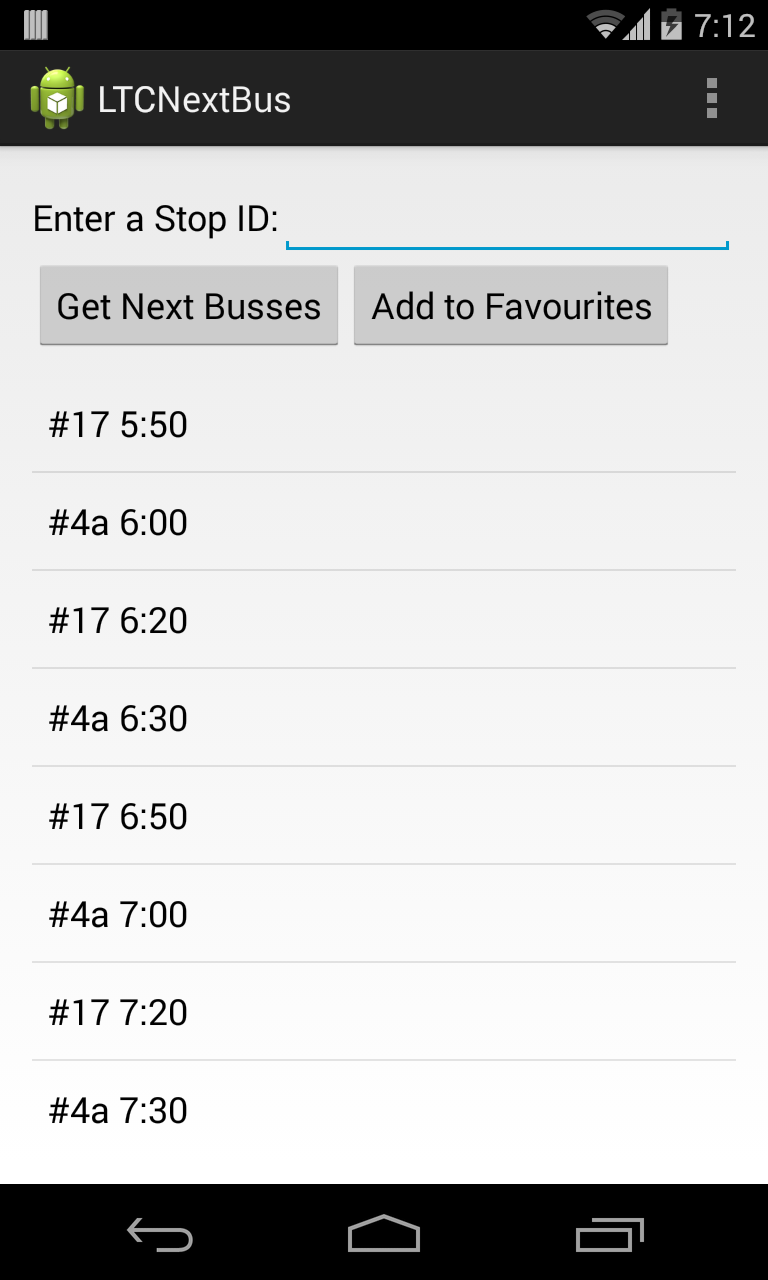 7:12
LTCNextBus
Enter a Stop ID:
Get Next Busses Add to Favourites
#17 5:50
#4a 6:00
#17 6:20
#4a 6:30
#17 6:50
#4a 7:00
#17 7:20
#4a 7:30